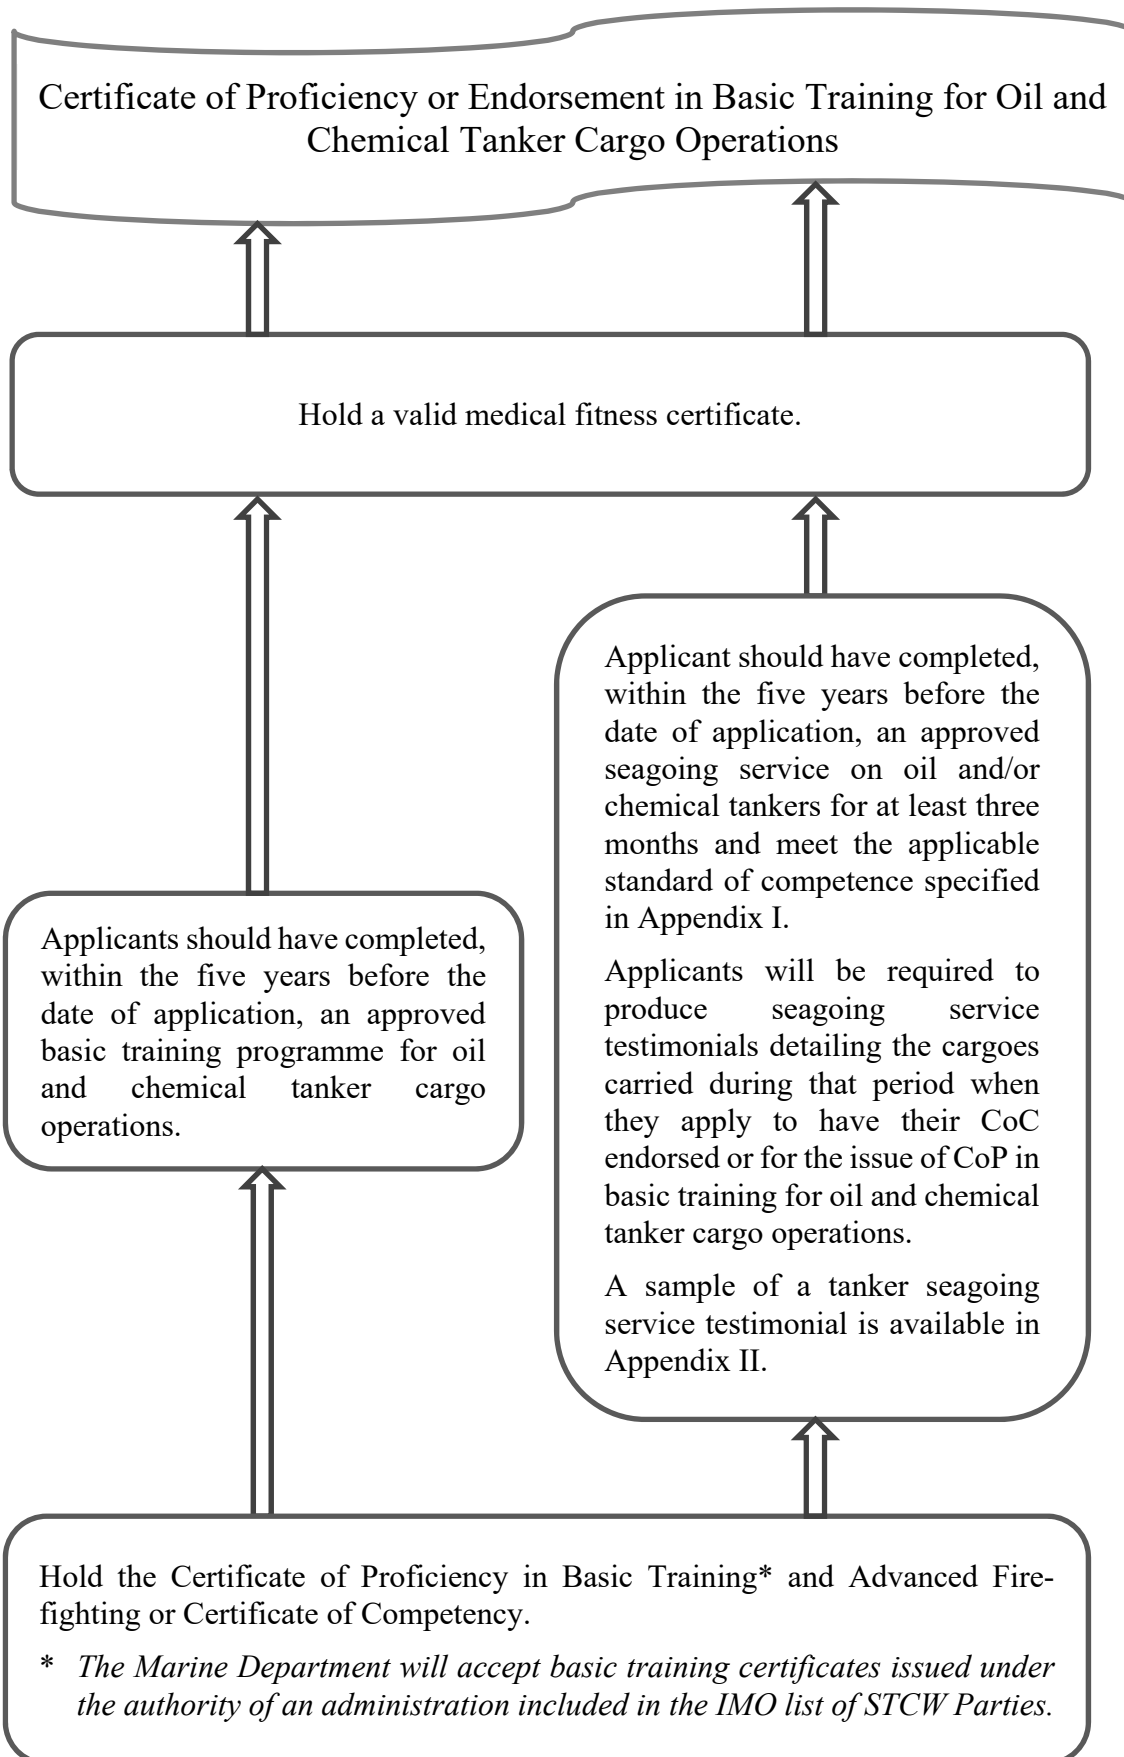 Certificate of Proficiency or Endorsement in Basic Training for Oil and
Chemical Tanker Cargo Operations
Hold a valid medical fitness certificate.
Applicant should have completed,
within the five years before the
date of application, an approved
seagoing service on oil and/or
chemical tankers for at least three
months and meet the applicable
standard of competence specified
in Appendix I.
Applicants will be required to
produce seagoing service
testimonials detailing the cargoes
carried during that period when
they apply to have their CoC
endorsed or for the issue of CoP in
basic training for oil and chemical
tanker cargo operations.
A sample of a tanker seagoing
service testimonial is available in
Appendix II.
Applicants should have completed,
within the five years before the
date of application, an approved
basic training programme for oil
and chemical tanker cargo
operations.
Hold the Certificate of Proficiency in Basic Training* and Advanced Fire-
fighting or Certificate of Competency.
* The Marine Department will accept basic training certificates issued under
the authority of an administration included in the IMO list of STCW Parties.